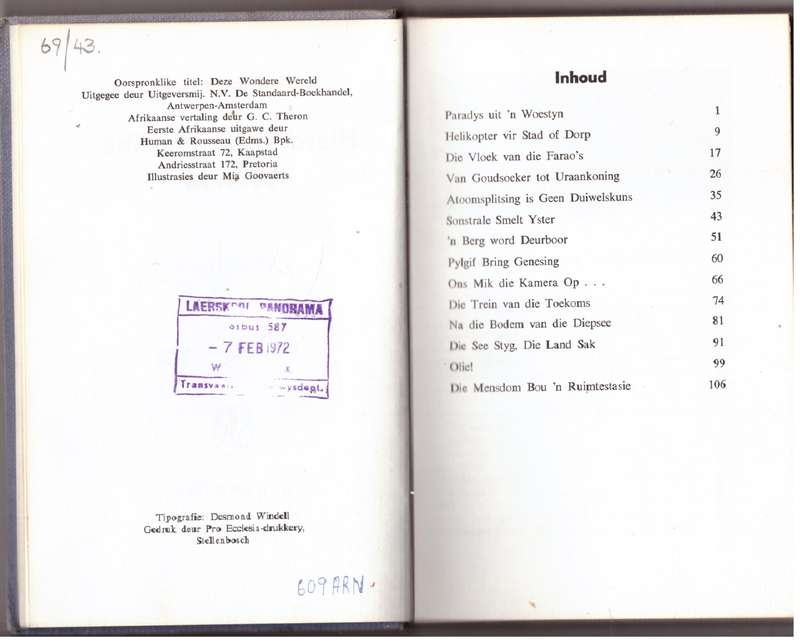 69/43.
Oorspronklike titel: Deze Wondere Wereld
Uitgegee deur Uitgeversmij. N.V. De Standaard-Boekhandel,
Antwerpen-Amsterdam
Afrikaanse vertaling deur G. C. Theron
Eerste Afrikaanse uitgawe deur
Human & Rousseau (Edms.) Bpk.
Keeromstraat 72, Kaapstad
Andriesstraat 172, Pretoria
Illustrasies deur Mia Goovaerts
LAERSKOOL PANORAMA
osbus 587
- 7 FEB 1972
W x
Tipografie: Desmond Windell
Gedruk deur Pro Ecclesia-drukkery,
Stellenbosch
609 ARN
Inhoud
Paradys uit 'n Woestyn 1
Helikopter vir Stad of Dorp 9
Die Vloek van die Farao's 17
Van Goudsoeker tot Uraankoning 26
Atoomsplitsing is Geen Duiwelskuns 35
Sonstrale Smelt Yster 43
'n Berg word Deurboor 51
Pylgif Bring Genesing 60
Ons Mik die Kamera Op . . . 66
Die Trein van die Toekoms 74
Na die Bodem van die Diepsee 81
Die See Styg, Die Land Sak 91
Olie! 99
Die Mensdom Bou 'n Ruimtestasie 106